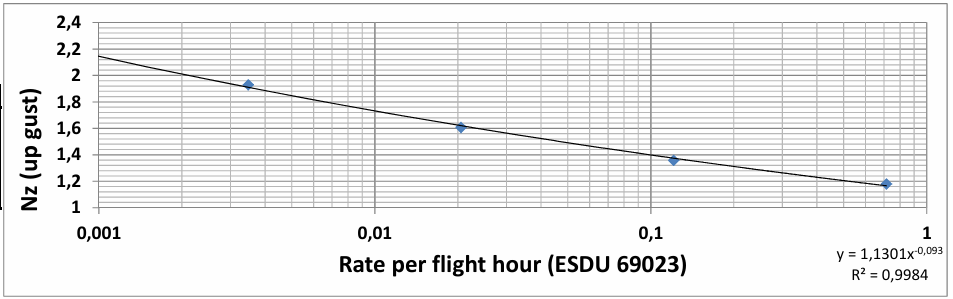 2,4
2,2
2
1,8
1,6
1,4
1,2
1
Nz (up gust)
0,001 0,01 0,1 1
Rate per flight hour (ESDU 69023)
y = 1,1301x^-0,093
R² = 0,9984